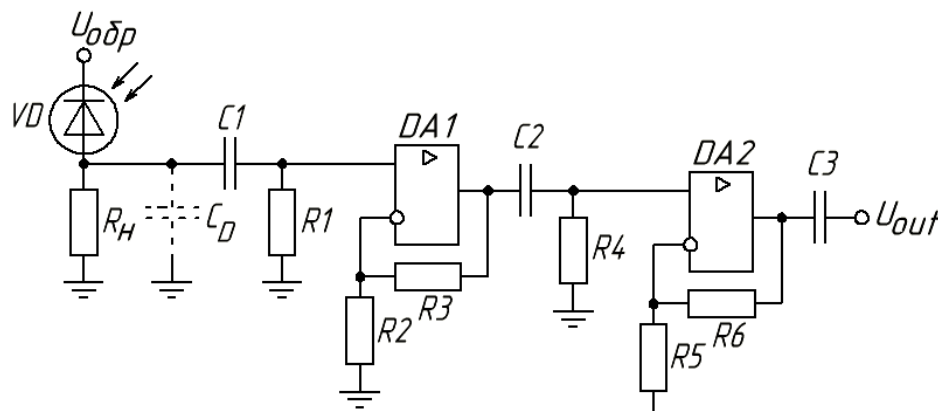 Uобр
VD
C1
DA1
C2
DA2
C3
Uout
Rн
CD
R1
R4
R3
R2
R6
R5